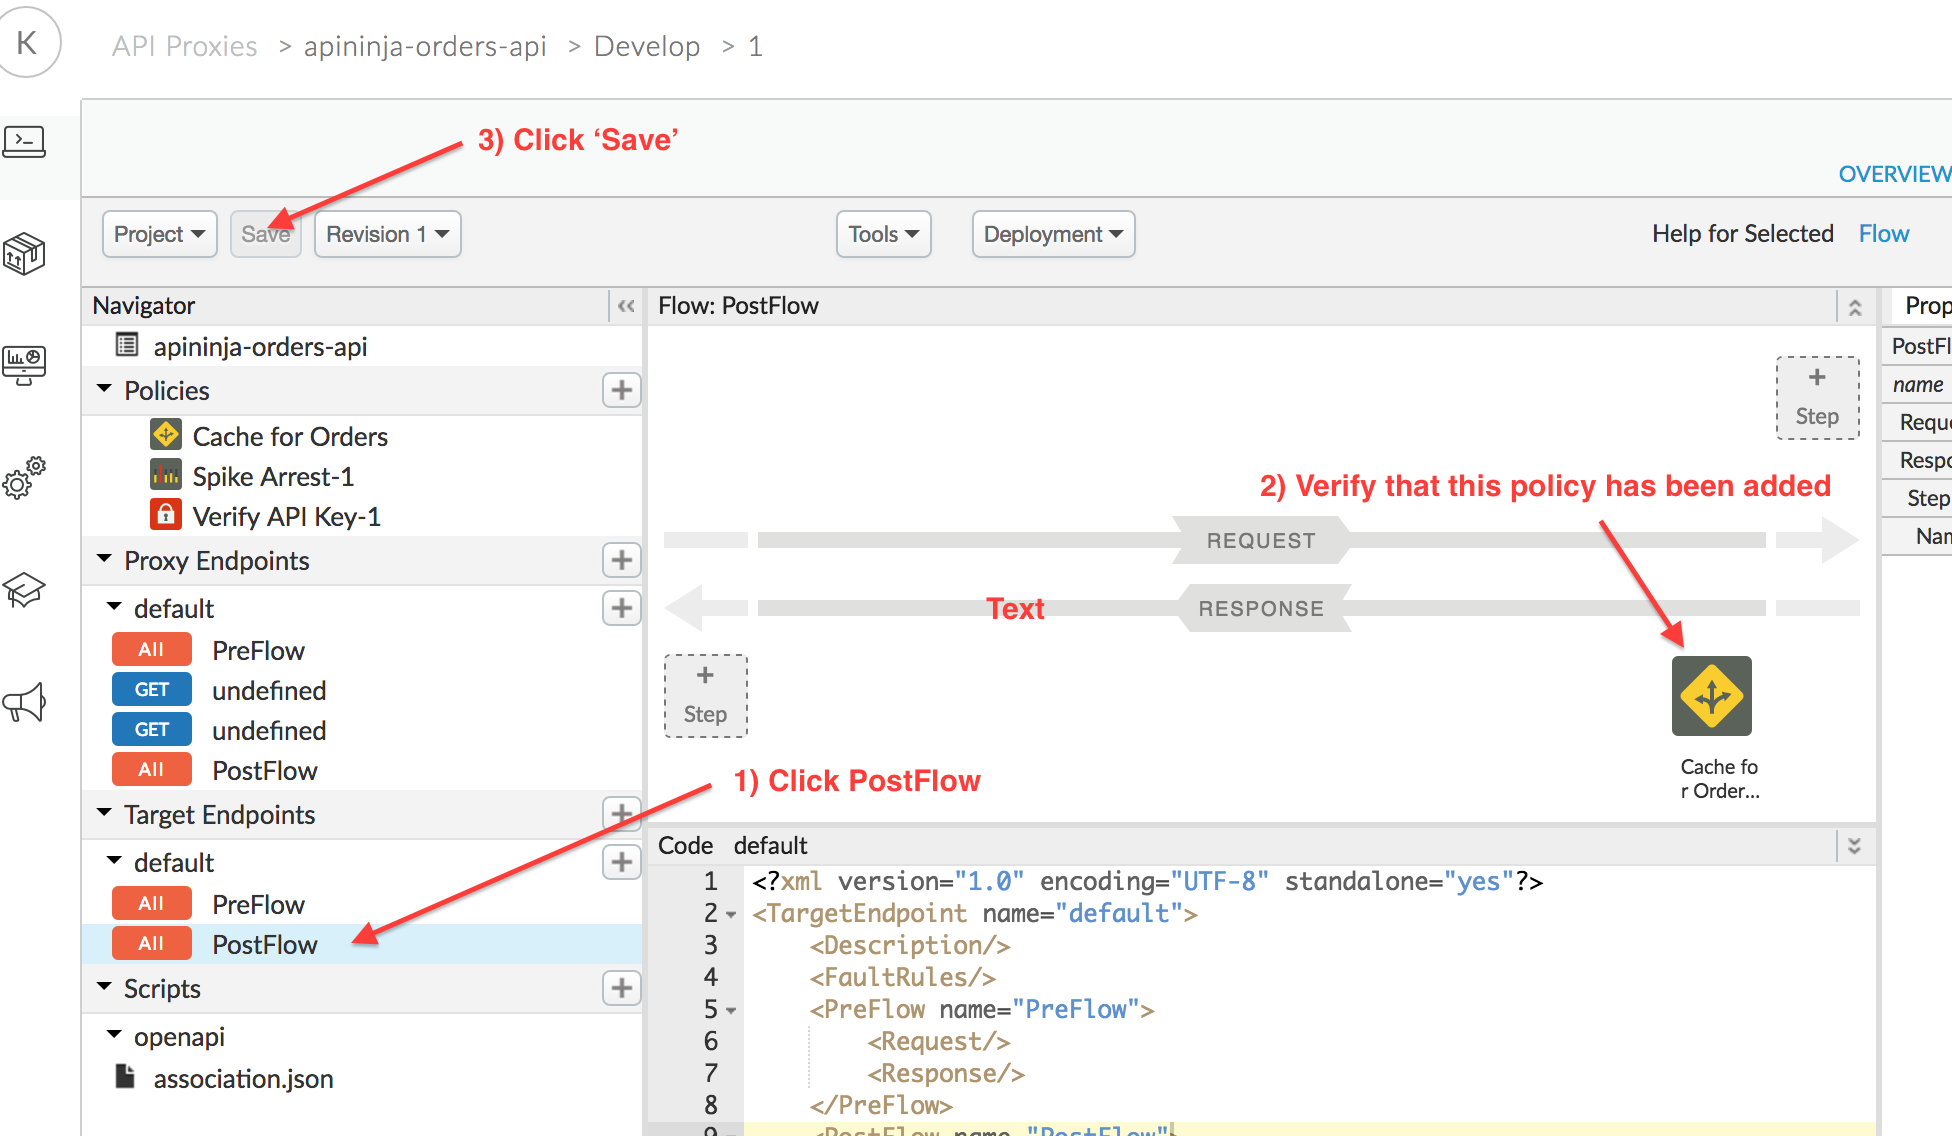 K
API Proxies > apininja-orders-api > Develop > 1
3) Click ‘Save’
OVERVIEW
Project
Save
Revision 1
Tools
Deployment
Help for Selected Flow
Navigator
«
apininja-orders-api
Policies
+
Cache for Orders
Spike Arrest-1
Verify API Key-1
Proxy Endpoints
+
default
+
All PreFlow
GET undefined
GET undefined
All PostFlow
Target Endpoints
+
default
+
All PreFlow
All PostFlow
Scripts
+
openapi
association.json
Flow: PostFlow
+
Step
2) Verify that this policy has been added
REQUEST
Text
RESPONSE
+
Step
Cache fo
r Order...
1) Click PostFlow
Code default
1 <?xml version="1.0" encoding="UTF-8" standalone="yes"?>
2 <TargetEndpoint name="default">
3 <Description/>
4 <FaultRules/>
5 <PreFlow name="PreFlow">
6 <Request/>
7 <Response/>
8 </PreFlow>
9 <PostFlow name="PostFlow">
Prop
PostFl
name
Reque
Respo
Step
Nam